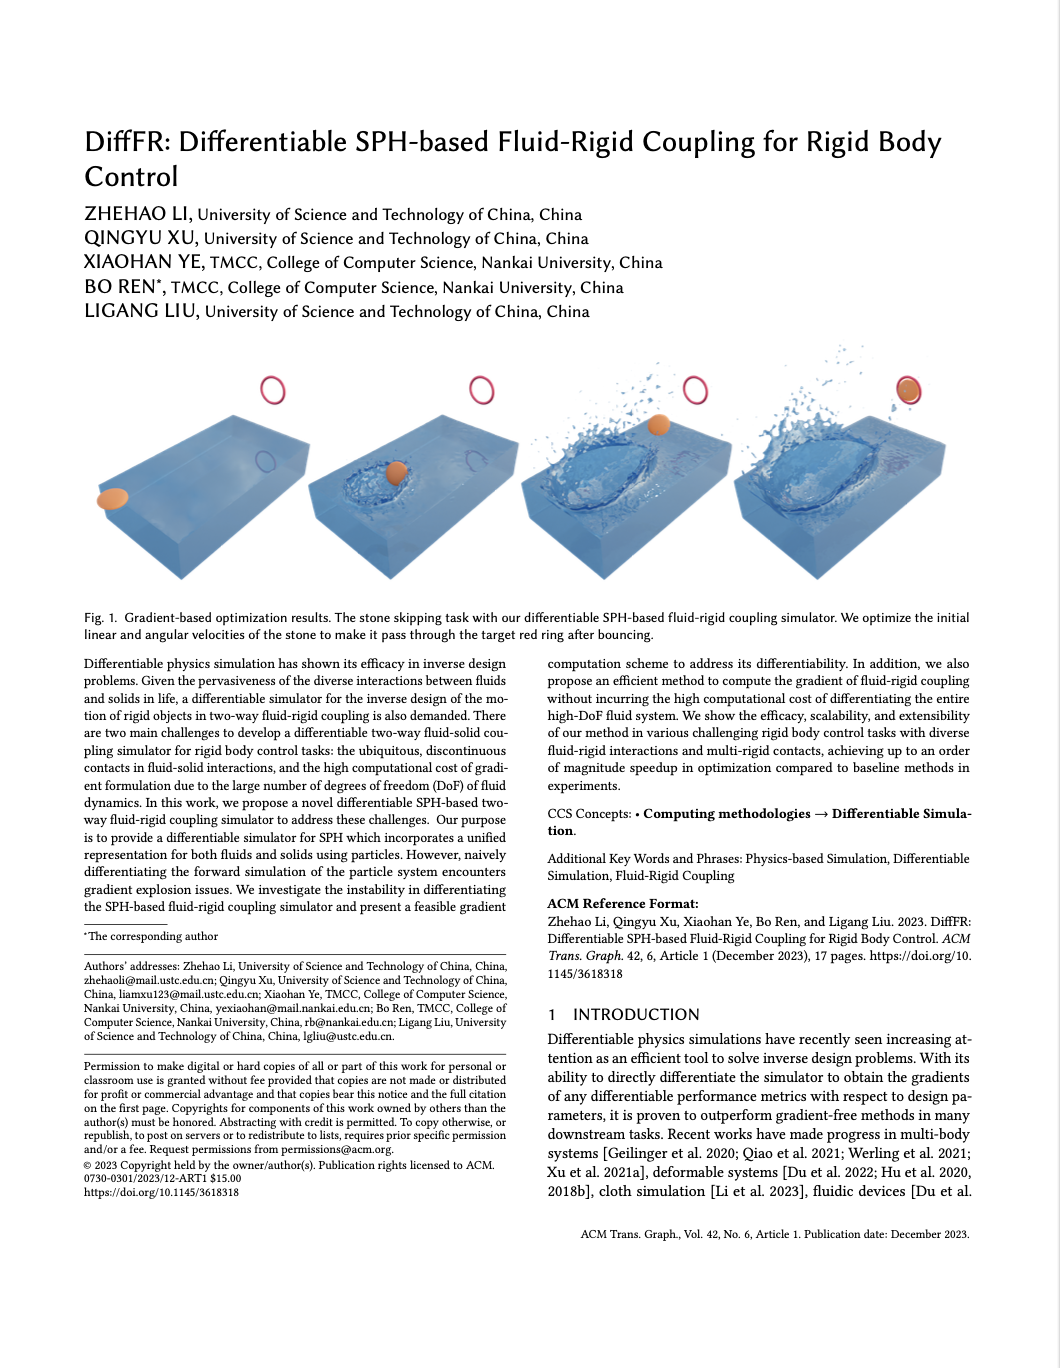 DiffFR: Differentiable SPH-based Fluid-Rigid Coupling for Rigid Body
Control
ZHEHAO LI, University of Science and Technology of China, China
QINGYU XU, University of Science and Technology of China, China
XIAOHAN YE, TMCC, College of Computer Science, Nankai University, China
BO REN*, TMCC, College of Computer Science, Nankai University, China
LIGANG LIU, University of Science and Technology of China, China
Fig. 1. Gradient-based optimization results. The stone skipping task with our differentiable SPH-based fluid-rigid coupling simulator. We optimize the initial
linear and angular velocities of the stone to make it pass through the target red ring after bouncing.
Differentiable physics simulation has shown its efficacy in inverse design
problems. Given the pervasiveness of the diverse interactions between fluids
and solids in life, a differentiable simulator for the inverse design of the mo-
tion of rigid objects in two-way fluid-rigid coupling is also demanded. There
are two main challenges to develop a differentiable two-way fluid-solid cou-
pling simulator for rigid body control tasks: the ubiquitous, discontinuous
contacts in fluid-solid interactions, and the high computational cost of gradi-
ent formulation due to the large number of degrees of freedom (DoF) of fluid
dynamics. In this work, we propose a novel differentiable SPH-based two-
way fluid-rigid coupling simulator to address these challenges. Our purpose
is to provide a differentiable simulator for SPH which incorporates a unified
representation for both fluids and solids using particles. However, naively
differentiating the forward simulation of the particle system encounters
gradient explosion issues. We investigate the instability in differentiating
the SPH-based fluid-rigid coupling simulator and present a feasible gradient
*The corresponding author
Authors' addresses: Zhehao Li, University of Science and Technology of China, China,
zhehaoli@mail.ustc.edu.cn; Qingyu Xu, University of Science and Technology of China,
China, liamxu123@mail.ustc.edu.cn; Xiaohan Ye, TMCC, College of Computer Science,
Nankai University, China, yexiaohan@mail.nankai.edu.cn; Bo Ren, TMCC, College of
Computer Science, Nankai University, China, rb@nankai.edu.cn; Ligang Liu, University
of Science and Technology of China, China, lgliu@ustc.edu.cn.
Permission to make digital or hard copies of all or part of this work for personal or
classroom use is granted without fee provided that copies are not made or distributed
for profit or commercial advantage and that copies bear this notice and the full citation
on the first page. Copyrights for components of this work owned by others than the
author(s) must be honored. Abstracting with credit is permitted. To copy otherwise, or
republish, to post on servers or to redistribute to lists, requires prior specific permission
and/or a fee. Request permissions from permissions@acm.org.
© 2023 Copyright held by the owner/author(s). Publication rights licensed to ACM.
0730-0301/2023/12-ART1 $15.00
https://doi.org/10.1145/3618318
computation scheme to address its differentiability. In addition, we also
propose an efficient method to compute the gradient of fluid-rigid coupling
without incurring the high computational cost of differentiating the entire
high-DoF fluid system. We show the efficacy, scalability, and extensibility
of our method in various challenging rigid body control tasks with diverse
fluid-rigid interactions and multi-rigid contacts, achieving up to an order
of magnitude speedup in optimization compared to baseline methods in
experiments.
CCS Concepts: • Computing methodologies → Differentiable Simula-
tion.
Additional Key Words and Phrases: Physics-based Simulation, Differentiable
Simulation, Fluid-Rigid Coupling
ACM Reference Format:
Zhehao Li, Qingyu Xu, Xiaohan Ye, Bo Ren, and Ligang Liu. 2023. DiffFR:
Differentiable SPH-based Fluid-Rigid Coupling for Rigid Body Control. ACM
Trans. Graph. 42, 6, Article 1 (December 2023), 17 pages. https://doi.org/10.
1145/3618318
1 INTRODUCTION
Differentiable physics simulations have recently seen increasing at-
tention as an efficient tool to solve inverse design problems. With its
ability to directly differentiate the simulator to obtain the gradients
of any differentiable performance metrics with respect to design pa-
rameters, it is proven to outperform gradient-free methods in many
downstream tasks. Recent works have made progress in multi-body
systems [Geilinger et al. 2020; Qiao et al. 2021; Werling et al. 2021;
Xu et al. 2021a], deformable systems [Du et al. 2022; Hu et al. 2020,
2018b], cloth simulation [Li et al. 2023], fluidic devices [Du et al.
ACM Trans. Graph., Vol. 42, No. 6, Article 1. Publication date: December 2023.